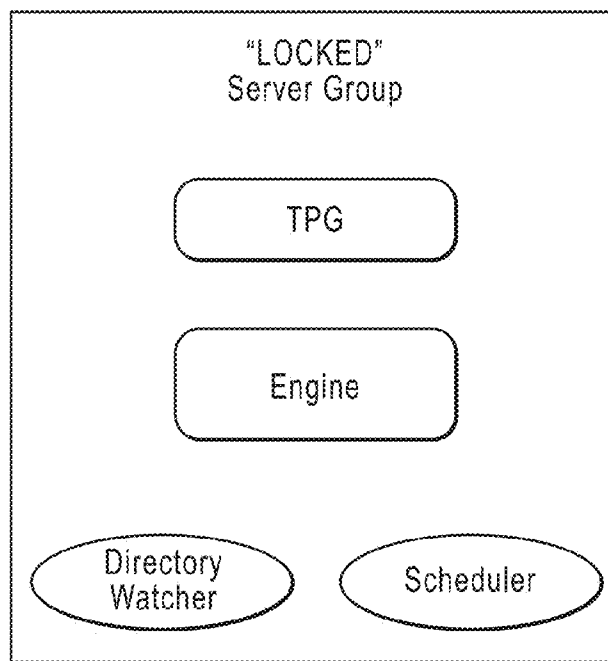 “LOCKED”
Server Group
TPG
Engine
Directory
Watcher
Scheduler